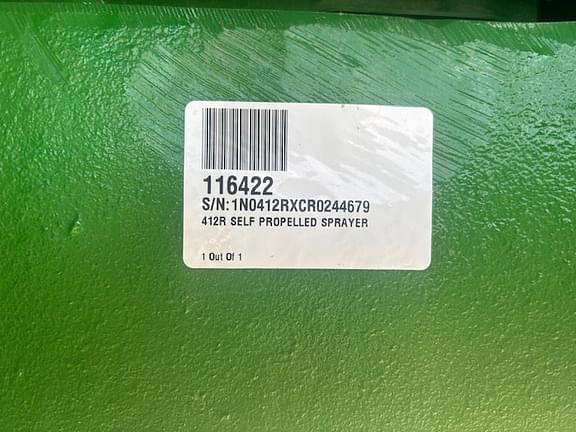 116422
S/N: 1N0412RXCR0244679
412R SELF PROPELLED SPRAYER
1 Out Of 1